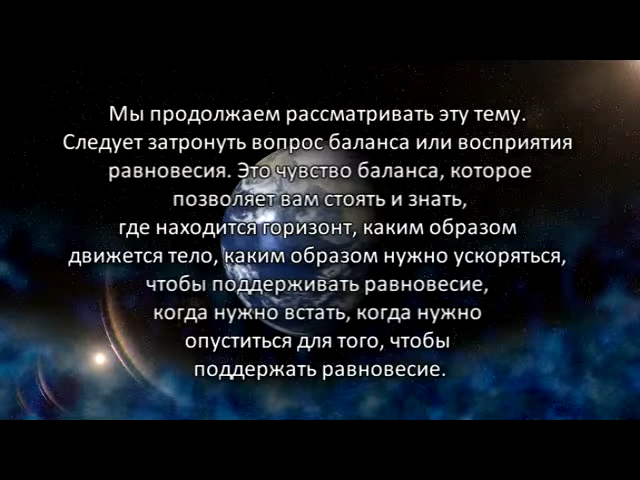 Мы продолжаем рассматривать эту тему.
Следует затронуть вопрос баланса или восприятия
равновесия. Это чувство баланса, которое
позволяет вам стоять и знать,
где находится горизонт, каким образом
движется тело, каким образом нужно ускоряться,
чтобы поддерживать равновесие,
когда нужно встать, когда нужно
опуститься для того, чтобы
поддержать равновесие.